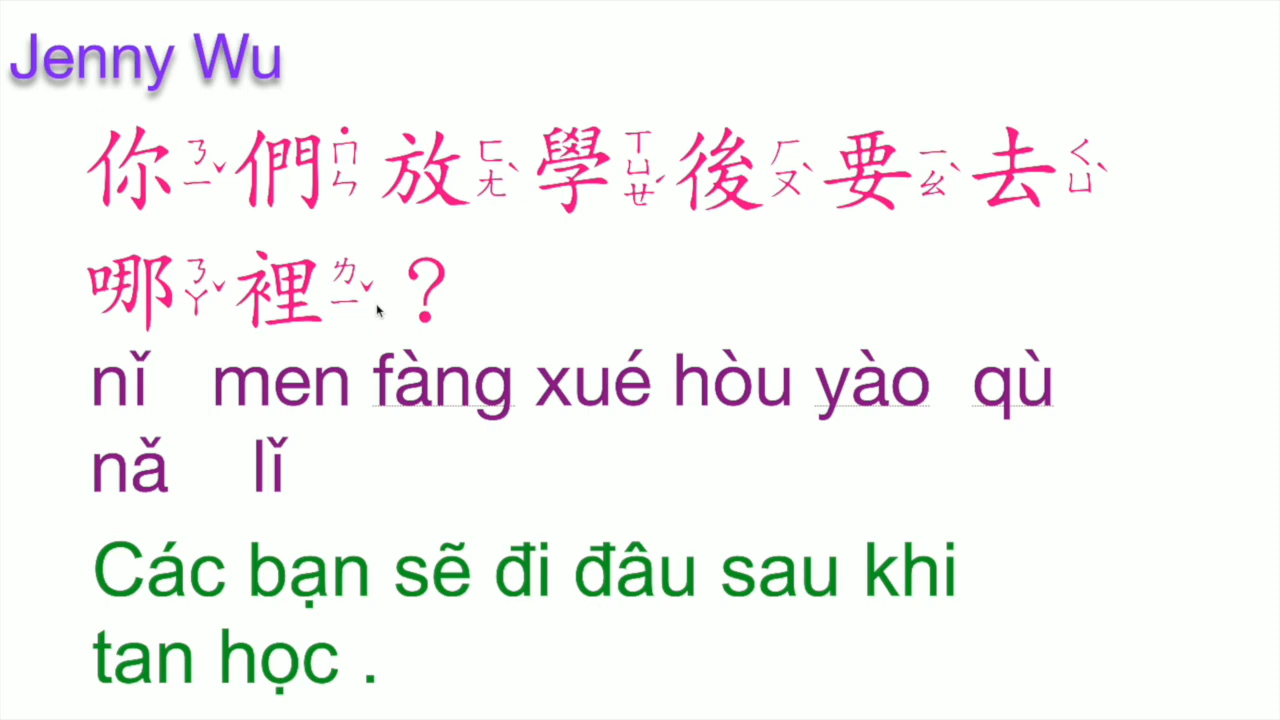 Jenny Wu
你ㄋㄧˇ們˙ㄇㄣ放ㄈㄤˋ學ㄒㄩㄝˊ後ㄏㄡˋ要ㄧㄠˋ去ㄑㄩˋ
哪ㄋㄚˇ裡ㄌㄧˇ？
nǐ men fàng xué hòu yào qù
nǎ lǐ
Các bạn sẽ đi đâu sau khi
tan học .